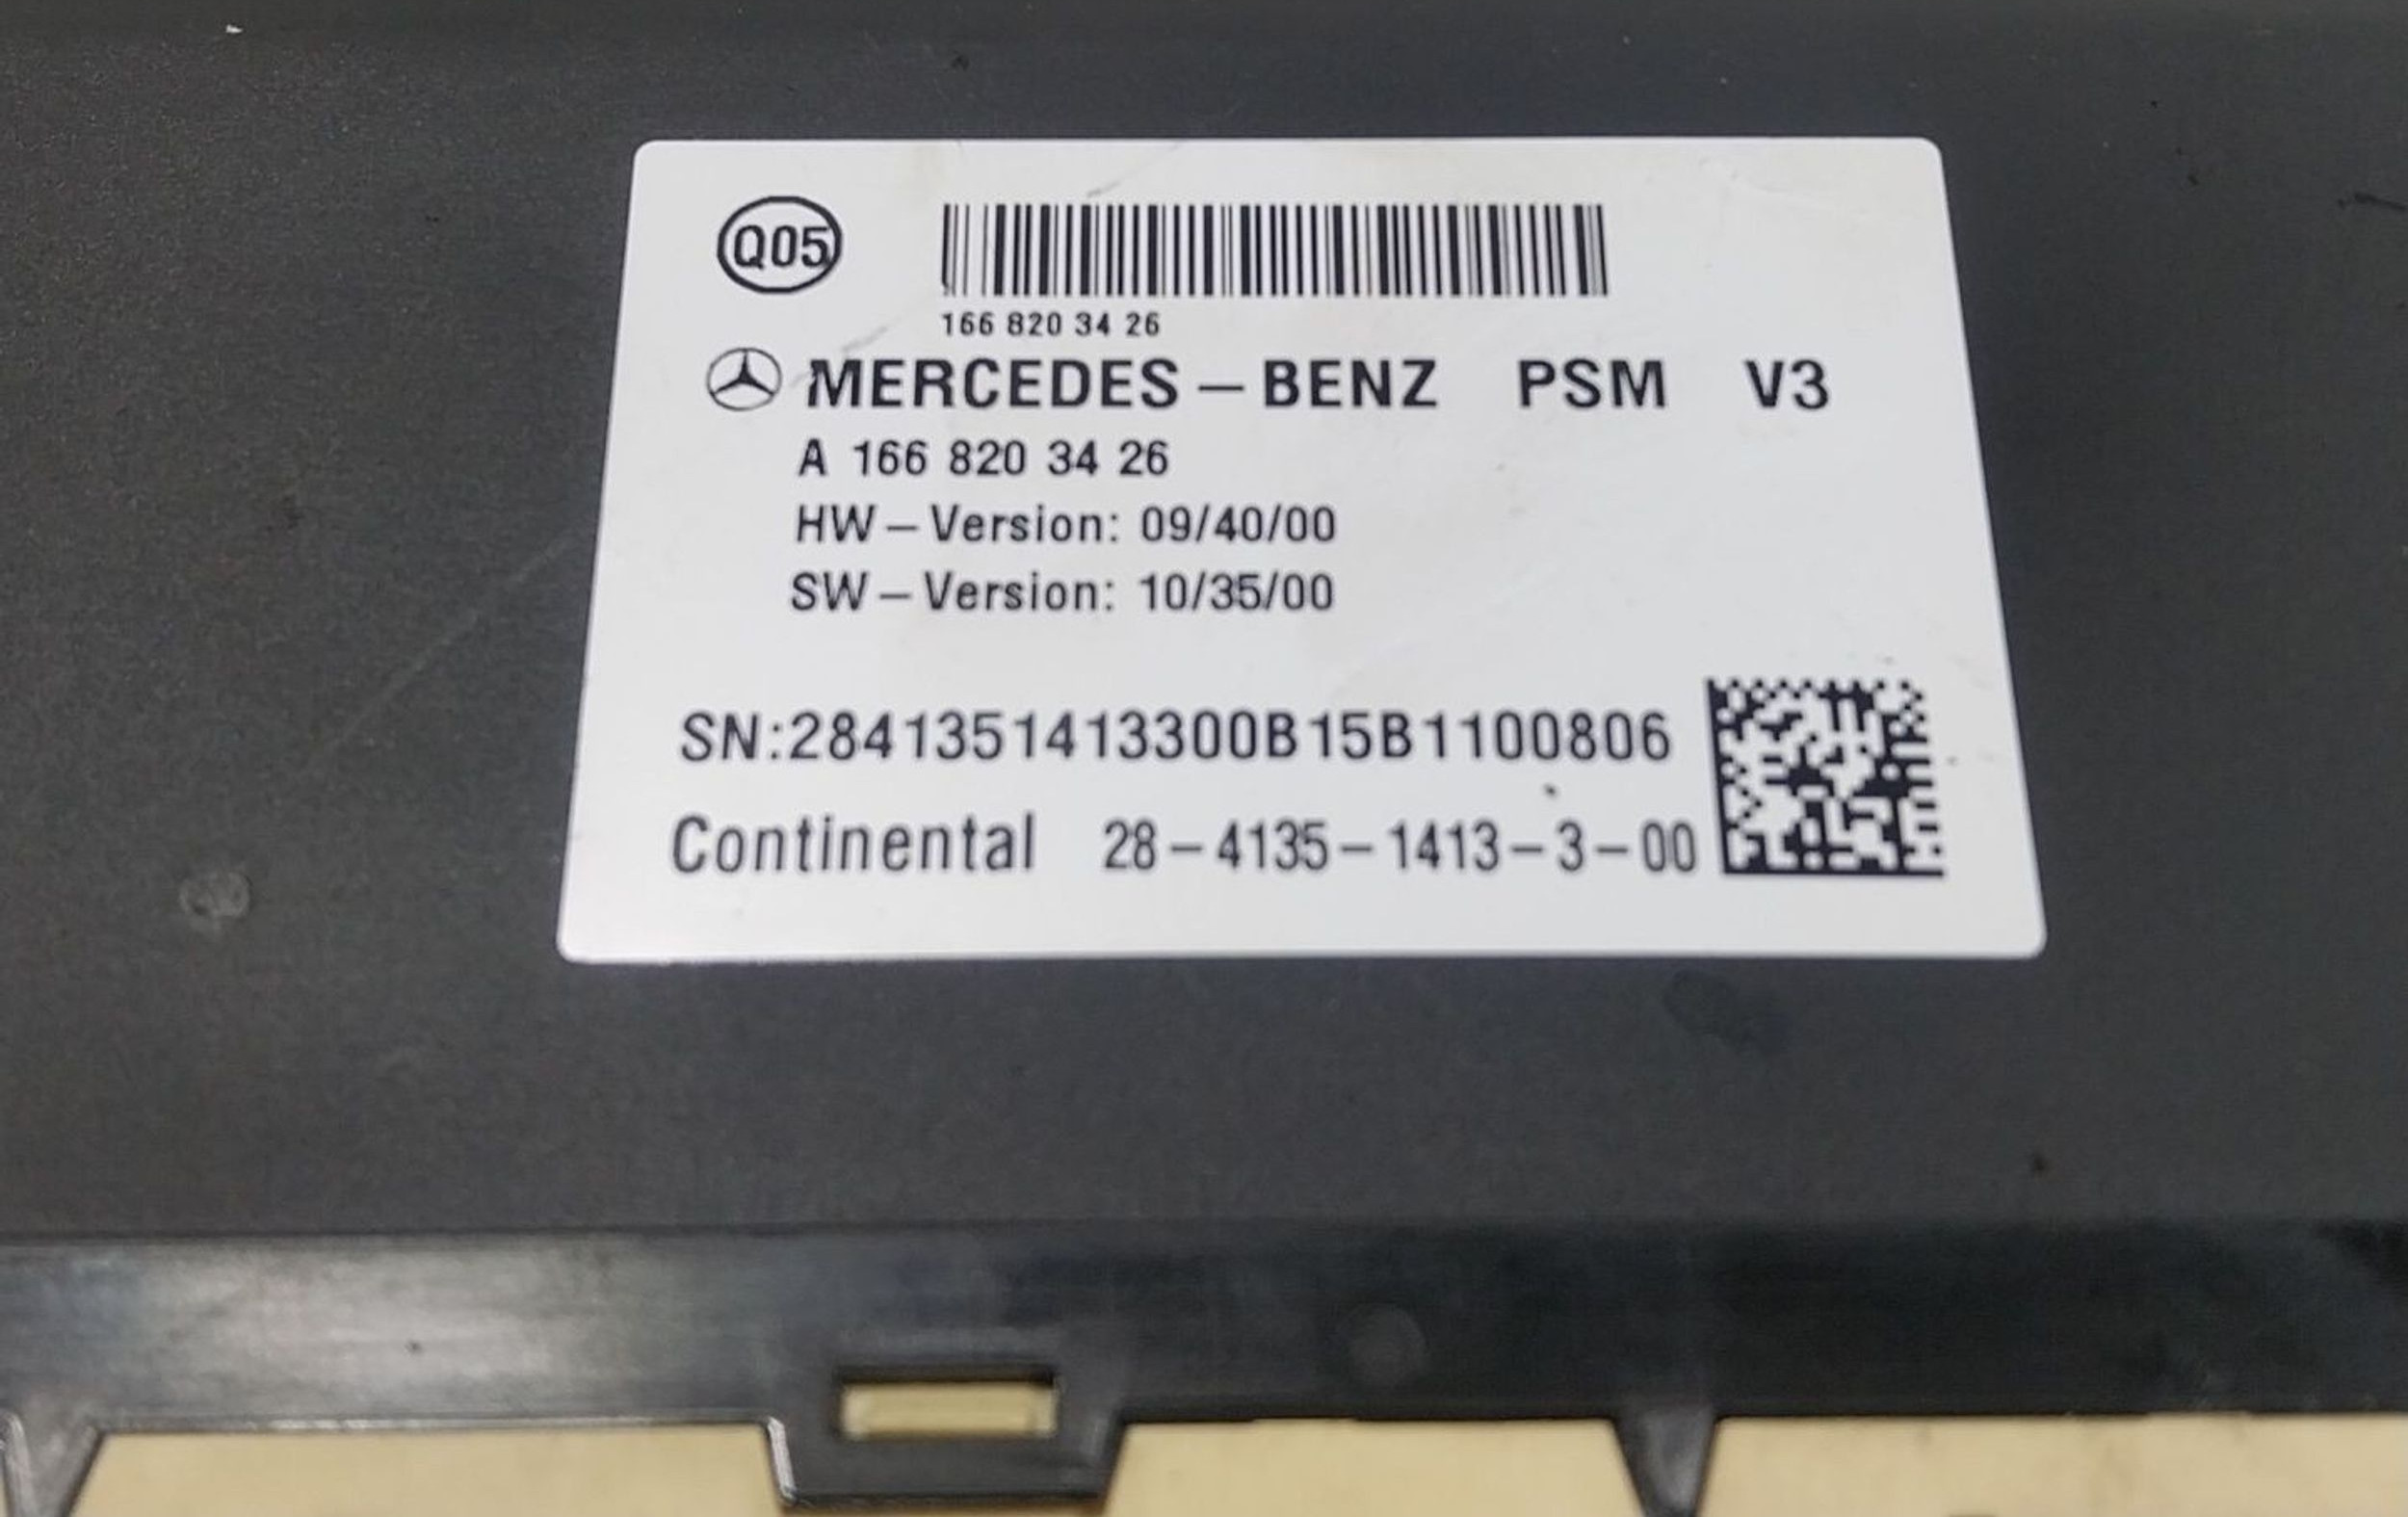 Q05
166 820 34 26
MERCEDES-BENZ PSM V3
A 166 820 34 26
HW-Version: 09/40/00
SW-Version: 10/35/00
SN:2841351413300B15B1100806
Continental 28-4135-1413-3-00